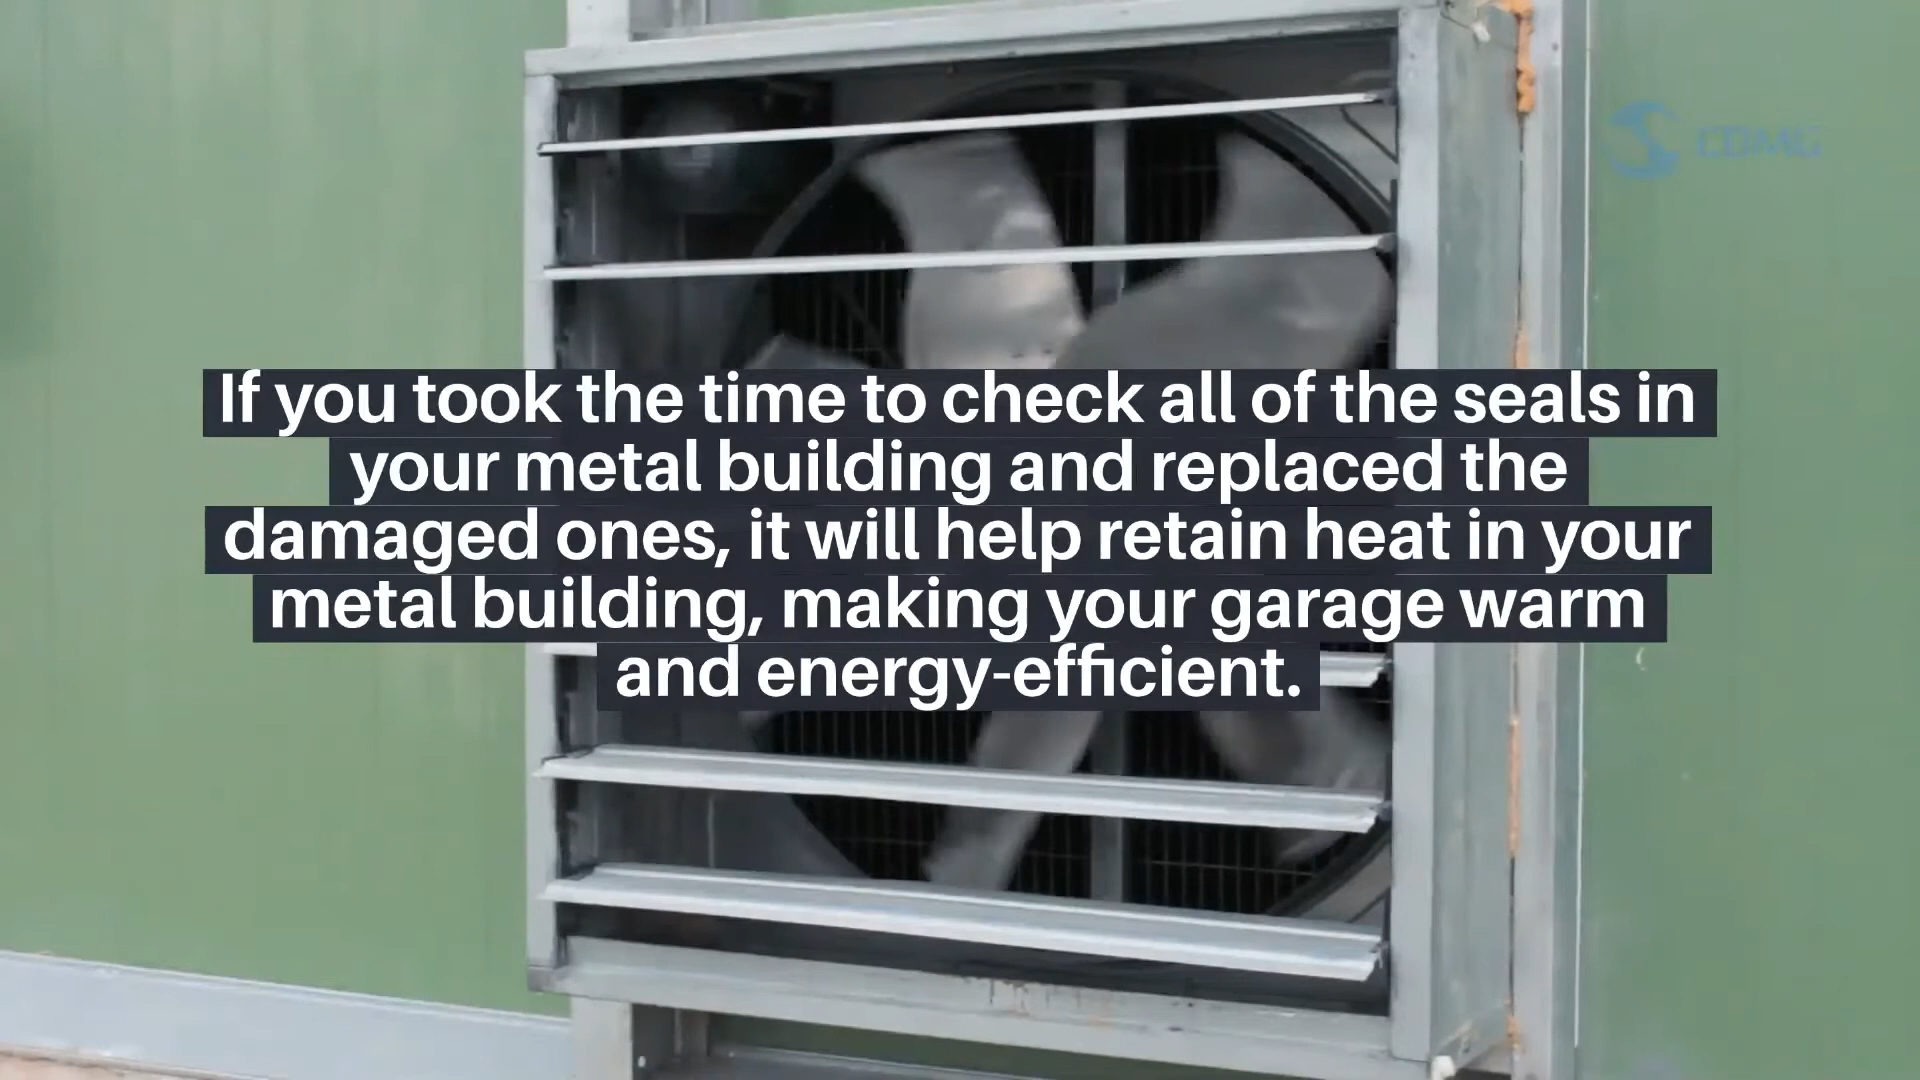 If you took the time to check all of the seals in
your metal building and replaced the
damaged ones, it will help retain heat in your
metal building, making your garage warm
and energy-efficient.